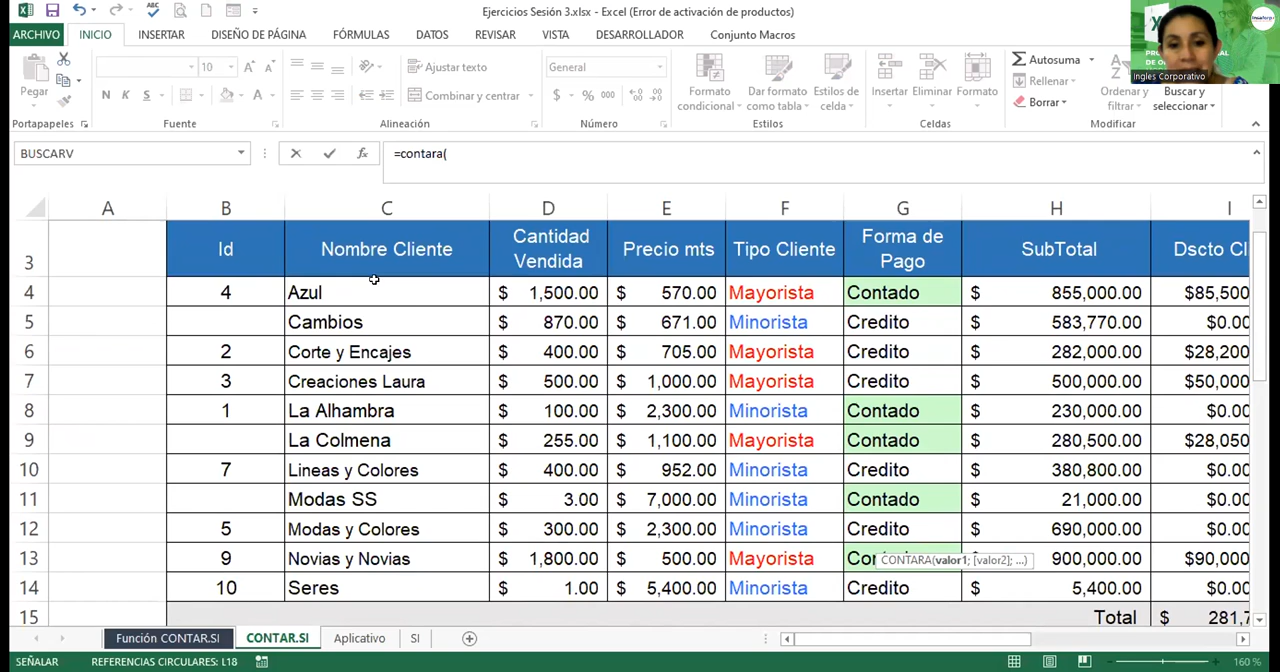 Ejercicios Sesión 3.xlsx - Excel (Error de activación de productos)
ARCHIVO INICIO INSERTAR DISEÑO DE PÁGINA FÓRMULAS DATOS REVISAR VISTA DESARROLLADOR Conjunto Macros
Ingles Corporativo
Pegar
10
N K S
Ajustar texto
Combinar y centrar
General
$ % 000
Formato condicional
Dar formato como tabla
Estilos de celda
Insertar Eliminar Formato
Autosuma
Rellenar
Borrar
Ordenar y filtrar
Buscar y seleccionar
Portapapeles Fuente Alineación Número Estilos Celdas Modificar
BUSCARV fx =contara(
A B C D E F G H I
3 Id Nombre Cliente Cantidad Vendida Precio mts Tipo Cliente Forma de Pago SubTotal Dscto Cl
4 4 Azul $ 1,500.00 $ 570.00 Mayorista Contado $ 855,000.00 $85,500
5 Cambios $ 870.00 $ 671.00 Minorista Credito $ 583,770.00 $0.00
6 2 Corte y Encajes $ 400.00 $ 705.00 Mayorista Credito $ 282,000.00 $28,200
7 3 Creaciones Laura $ 500.00 $ 1,000.00 Mayorista Credito $ 500,000.00 $50,000
8 1 La Alhambra $ 100.00 $ 2,300.00 Minorista Contado $ 230,000.00 $0.00
9 La Colmena $ 255.00 $ 1,100.00 Mayorista Contado $ 280,500.00 $28,050
10 7 Lineas y Colores $ 400.00 $ 952.00 Minorista Credito $ 380,800.00 $0.00
11 Modas SS $ 3.00 $ 7,000.00 Minorista Contado $ 21,000.00 $0.00
12 5 Modas y Colores $ 300.00 $ 2,300.00 Minorista Credito $ 690,000.00 $0.00
13 9 Novias y Novias $ 1,800.00 $ 500.00 Mayorista Co $ 900,000.00 $90,000
CONTARA(valor1; [valor2]; ...)
14 10 Seres $ 1.00 $ 5,400.00 Minorista Credito $ 5,400.00 $0.00
15 Total $ 281,7
Función CONTAR.SI CONTAR.SI Aplicativo SI
SEÑALAR REFERENCIAS CIRCULARES: L18 160 %